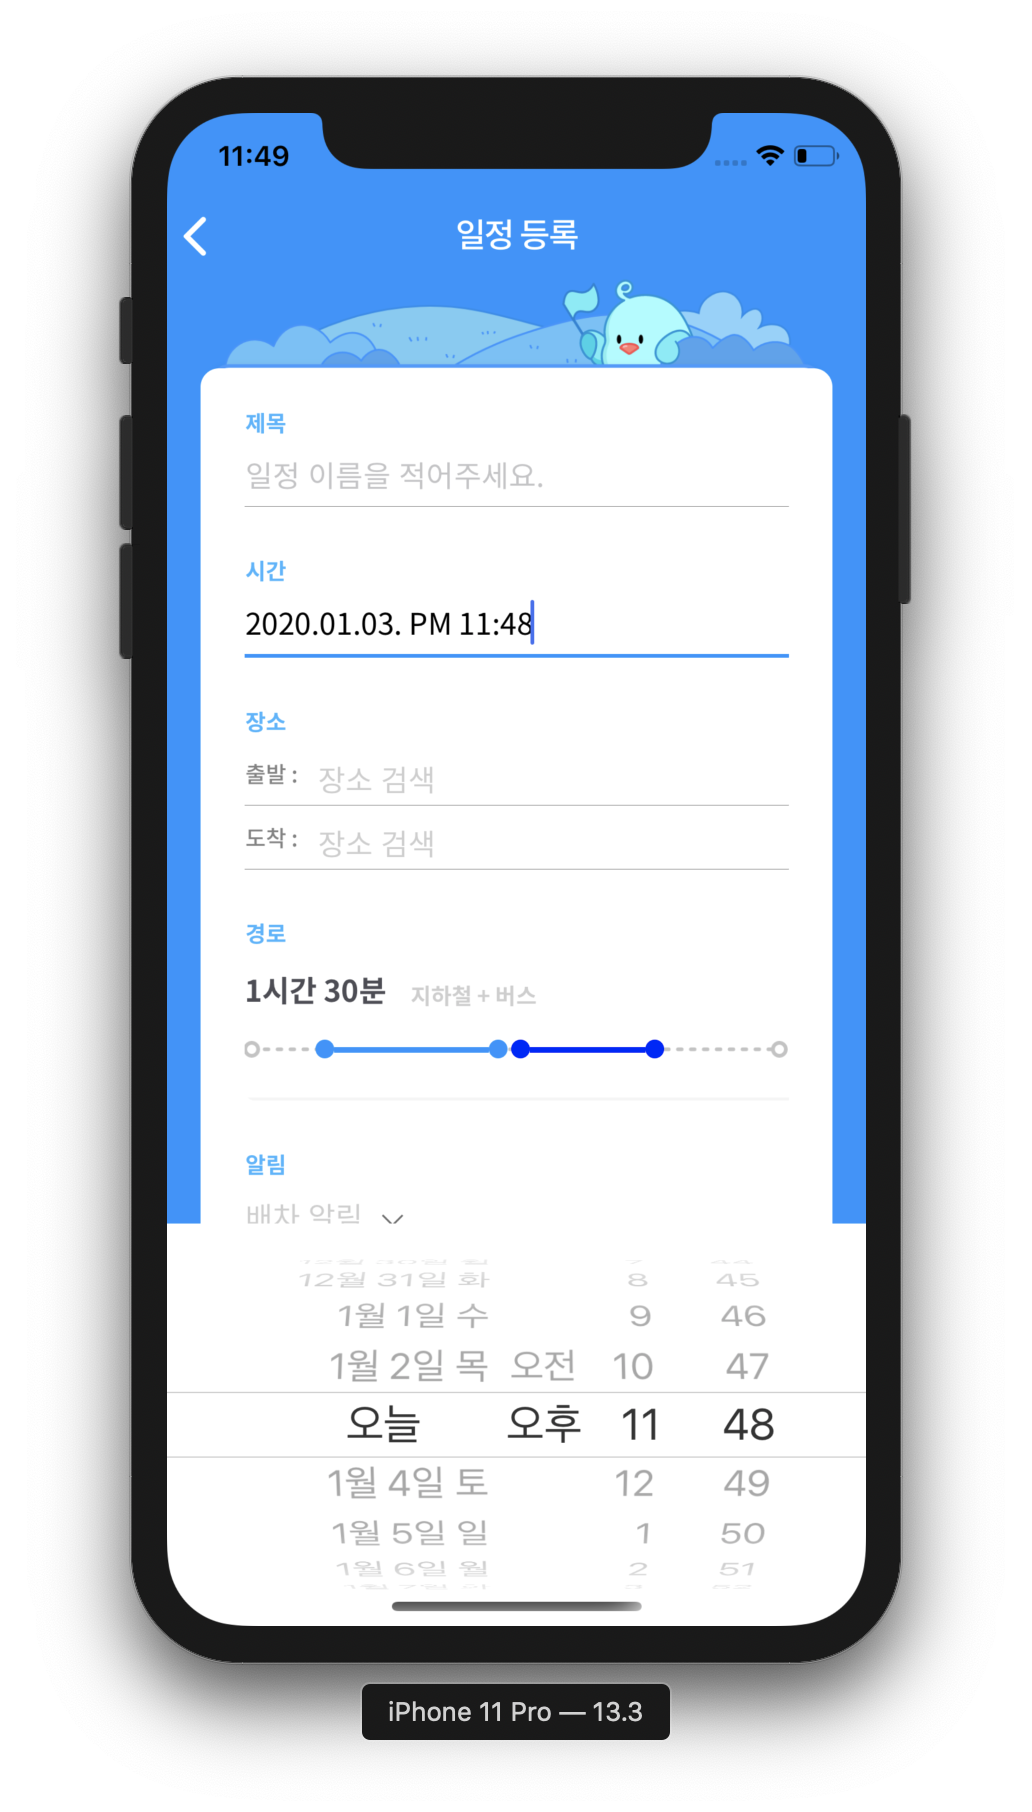 11:49
일정 등록
제목
일정 이름을 적어주세요.
시간
2020.01.03. PM 11:48
장소
출발 : 장소 검색
도착 : 장소 검색
경로
1시간 30분 지하철 + 버스
알림
배차 알림
12월 31일 화 8 45
1월 1일 수 9 46
1월 2일 목 오전 10 47
오늘 오후 11 48
1월 4일 토 12 49
1월 5일 일 1 50
1월 6일 월 2 51
iPhone 11 Pro — 13.3